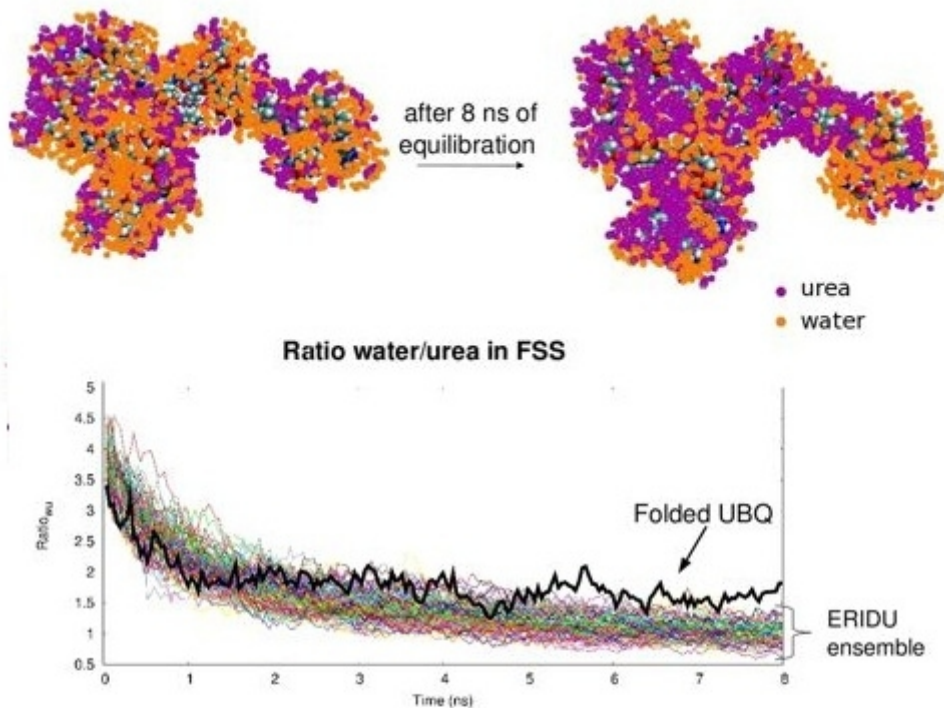 after 8 ns of
equilibration
urea
water
Ratio water/urea in FSS
5
4.5
4
3.5
3
2.5
2
1.5
1
0.5
Ratio_wu
Folded UBQ
ERIDU
ensemble
0 1 2 3 4 5 6 7 8
Time (ns)